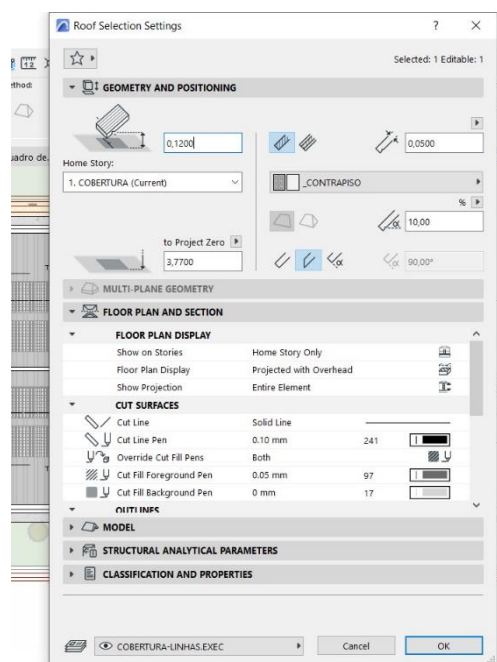 Roof Selection Settings
?
Selected: 1 Editable: 1
GEOMETRY AND POSITIONING
0,1200
0,0500
Home Story:
1. COBERTURA (Current)
_CONTRAPISO
%
10,00
to Project Zero
3,7700
90,00°
MULTI-PLANE GEOMETRY
FLOOR PLAN AND SECTION
FLOOR PLAN DISPLAY
Show on Stories Home Story Only
Floor Plan Display Projected with Overhead
Show Projection Entire Element
CUT SURFACES
Cut Line Solid Line
Cut Line Pen 0.10 mm 241
Override Cut Fill Pens Both
Cut Fill Foreground Pen 0.05 mm 97
Cut Fill Background Pen 0 mm 17
OUTLINES
MODEL
STRUCTURAL ANALYTICAL PARAMETERS
CLASSIFICATION AND PROPERTIES
COBERTURA-LINHAS.EXEC
Cancel
OK
12
thod:
adro de.